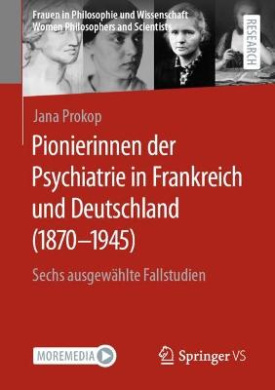 Frauen in Philosophie und Wissenschaft
Women Philosophers and Scientists
RESEARCH
Jana Prokop
Pionierinnen der
Psychiatrie in Frankreich
und Deutschland
(1870–1945)
Sechs ausgewählte Fallstudien
MOREMEDIA
Springer VS